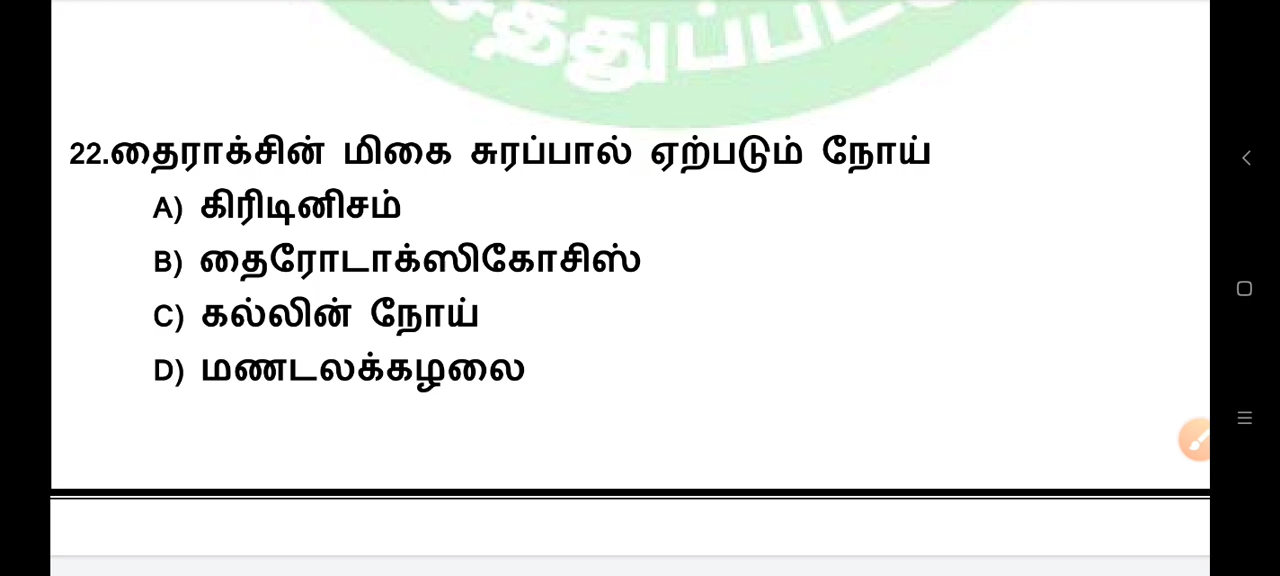 22.தைராக்சின் மிகை சுரப்பால் ஏற்படும் நோய்
A) கிரிடினிசம்
B) தைரோடாக்ஸிகோசிஸ்
C) கல்லின் நோய்
D) மணடலக்கழலை